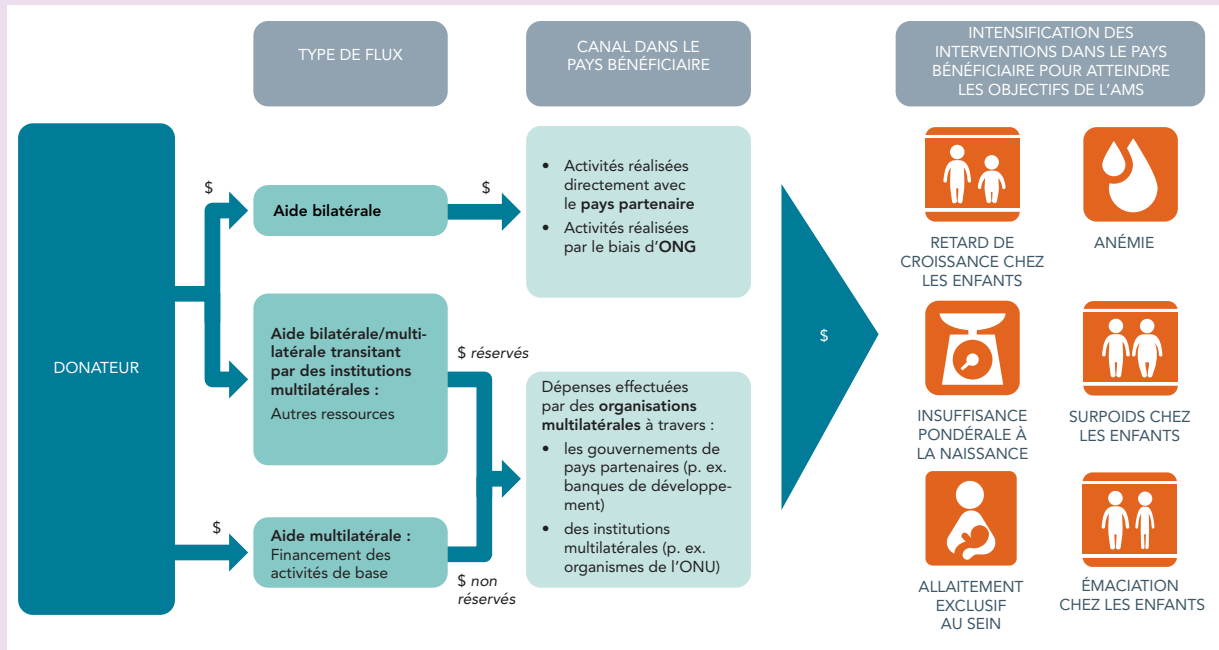 TYPE DE FLUX
CANAL DANS LE
PAYS BÉNÉFICIAIRE
INTENSIFICATION DES
INTERVENTIONS DANS LE PAYS
BÉNÉFICIAIRE POUR ATTEINDRE
LES OBJECTIFS DE L'AMS
DONATEUR
$
Aide bilatérale
$
• Activités réalisées
directement avec
le pays partenaire
• Activités réalisées
par le biais d'ONG
Aide bilatérale/multi-
latérale transitant
par des institutions
multilatérales :
Autres ressources
$ réservés
$
Aide multilatérale :
Financement des
activités de base
$ non
réservés
Dépenses effectuées
par des organisations
multilatérales à travers :
• les gouvernements de
pays partenaires (p. ex.
banques de développe-
ment)
• des institutions
multilatérales (p. ex.
organismes de l'ONU)
$
RETARD DE
CROISSANCE CHEZ
LES ENFANTS
ANÉMIE
INSUFFISANCE
PONDÉRALE À
LA NAISSANCE
SURPOIDS CHEZ
LES ENFANTS
ALLAITEMENT
EXCLUSIF
AU SEIN
ÉMACIATION
CHEZ LES ENFANTS